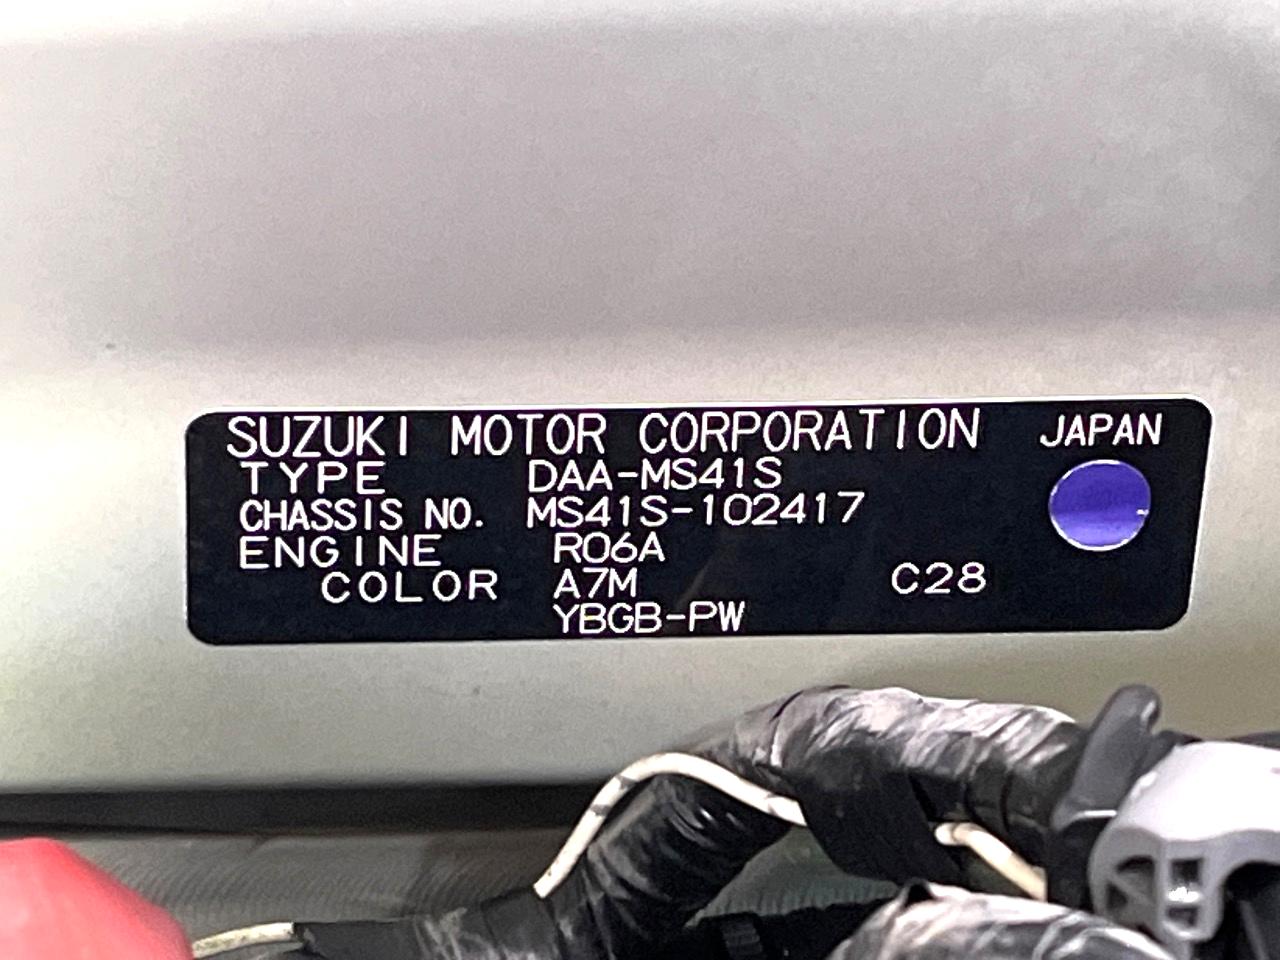 SUZUKI MOTOR CORPORATION JAPAN
TYPE DAA-MS41S
CHASSIS NO. MS41S-102417
ENGINE R06A
COLOR A7M C28
YBGB-PW